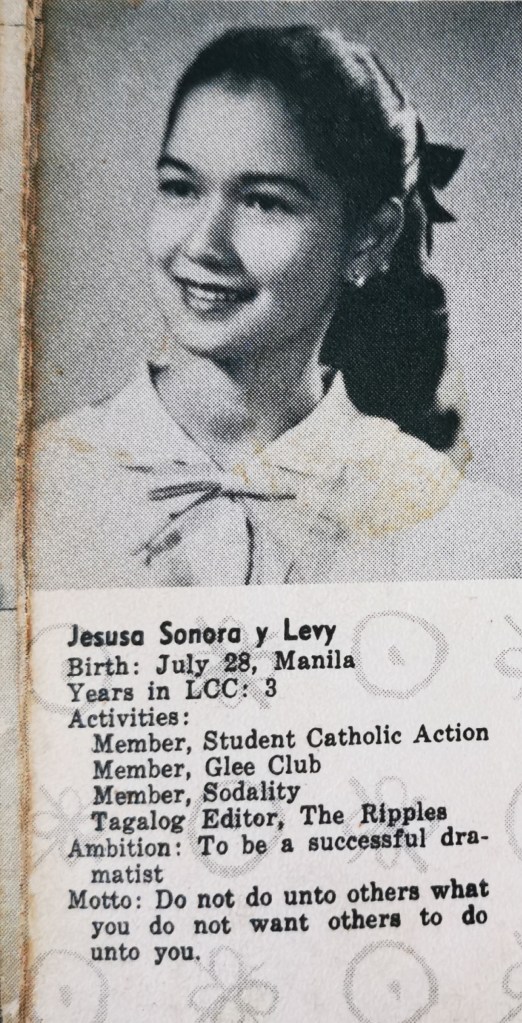 Jesusa Sonora y Levy
Birth: July 28, Manila
Years in LCC: 3
Activities:
Member, Student Catholic Action
Member, Glee Club
Member, Sodality
Tagalog Editor, The Ripples
Ambition: To be a successful dra-
matist
Motto: Do not do unto others what
you do not want others to do
unto you.